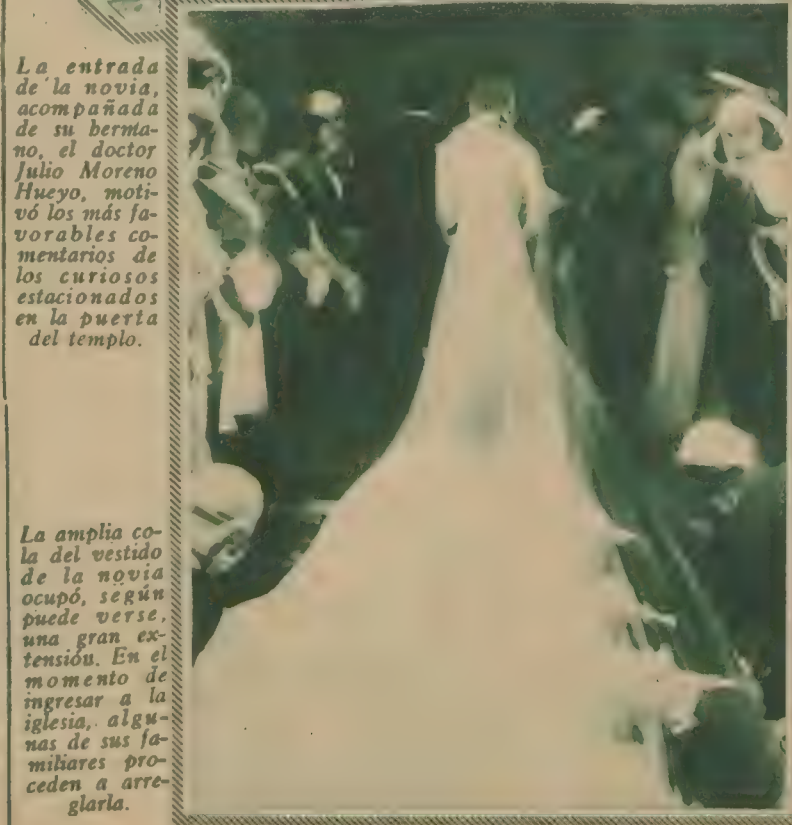 La entrada
de la novia,
acompañada
de su herma-
no, el doctor
Julio Moreno
Hueyo, moti-
vó los más fa-
vorables co-
mentarios de
los curiosos
estacionados
en la puerta
del templo.
La amplia co-
la del vestido
de la novia
ocupó, según
puede verse,
una gran ex-
tensión. En el
momento de
ingresar a la
iglesia, algu-
nas de sus fa-
miliares pro-
ceden a arre-
glarla.